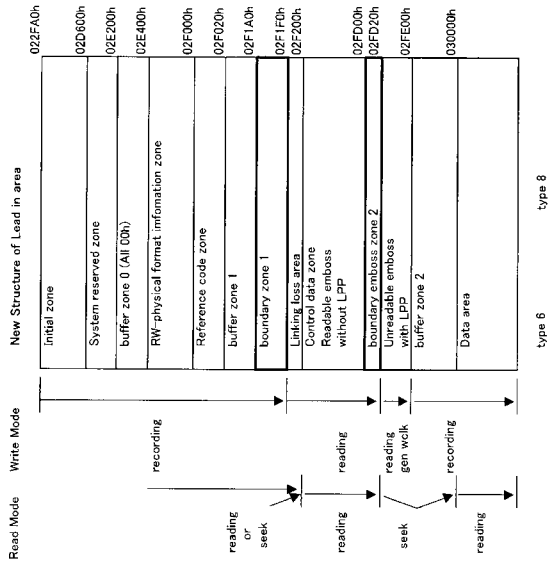 New Structure of Lead in area
022FA0h
Initial zone
02D600h
System reserved zone
02E200h
buffer zone 0 (All 00h)
02E400h
RW-physical format imfomation zone
02F000h
Reference code zone
02F020h
buffer zone 1
02F1A0h
boundary zone 1
02F1F0h
Linking loss area
02F200h
Control data zone
Readable emboss
without LPP
02FD00h
boundary emboss zone 2
02FD20h
Unreadable emboss
with LPP
02FE00h
buffer zone 2
030000h
Data area
type 6
type 8
Write Mode
recording
reading
reading
gen wclk
recording
Read Mode
reading
or
seek
reading
seek
reading